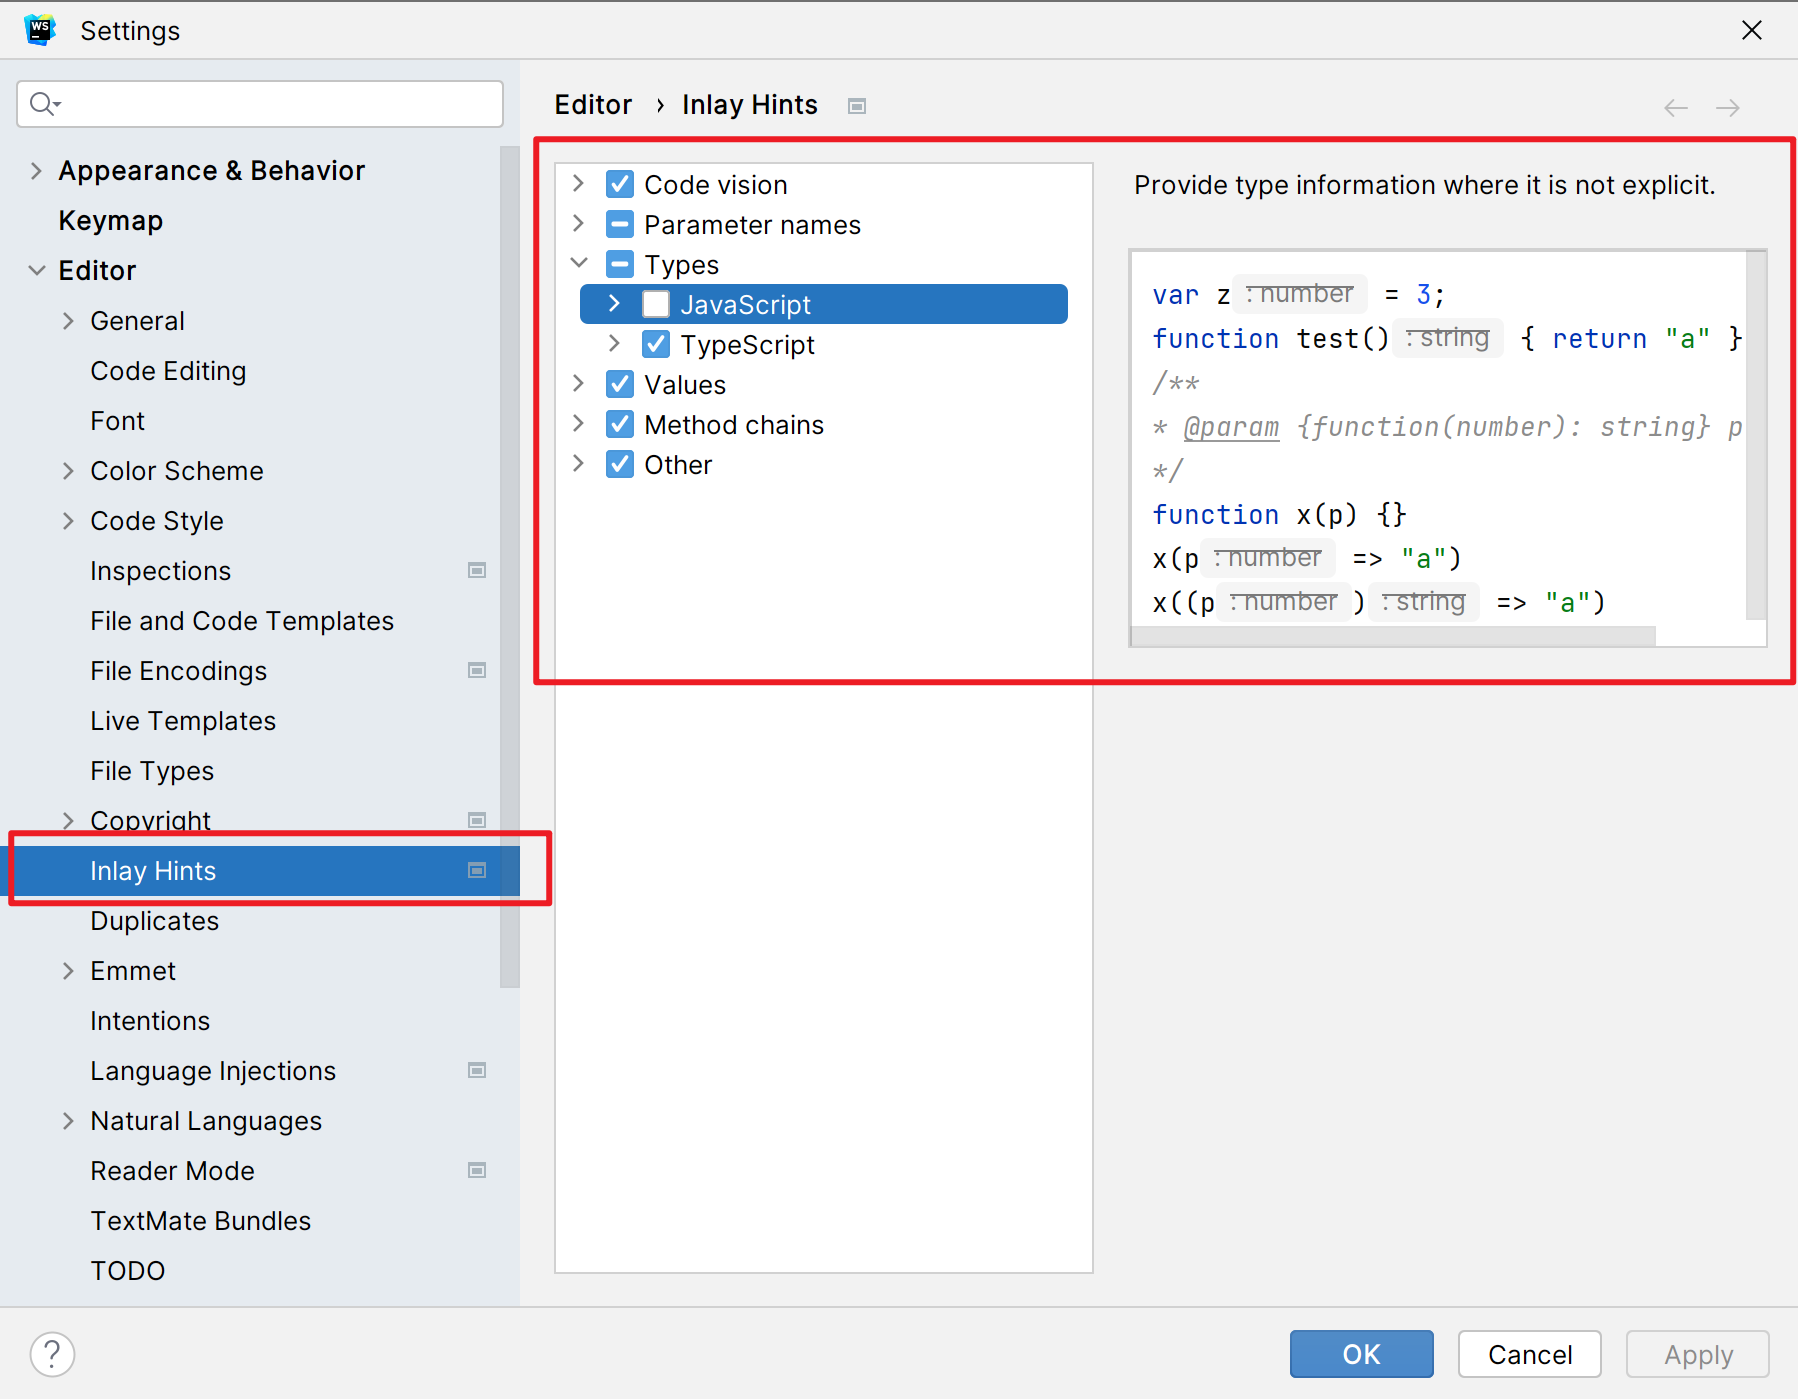 WS
Settings
Appearance & Behavior
Keymap
Editor
General
Code Editing
Font
Color Scheme
Code Style
Inspections
File and Code Templates
File Encodings
Live Templates
File Types
Copyright
Inlay Hints
Duplicates
Emmet
Intentions
Language Injections
Natural Languages
Reader Mode
TextMate Bundles
TODO
Editor › Inlay Hints
Code vision
Parameter names
Types
JavaScript
TypeScript
Values
Method chains
Other
Provide type information where it is not explicit.
var z : number = 3;
function test() : string { return "a" }
/**
* @param {function(number): string} p
*/
function x(p) {}
x(p : number => "a")
x((p : number ) : string => "a")
?
OK
Cancel
Apply